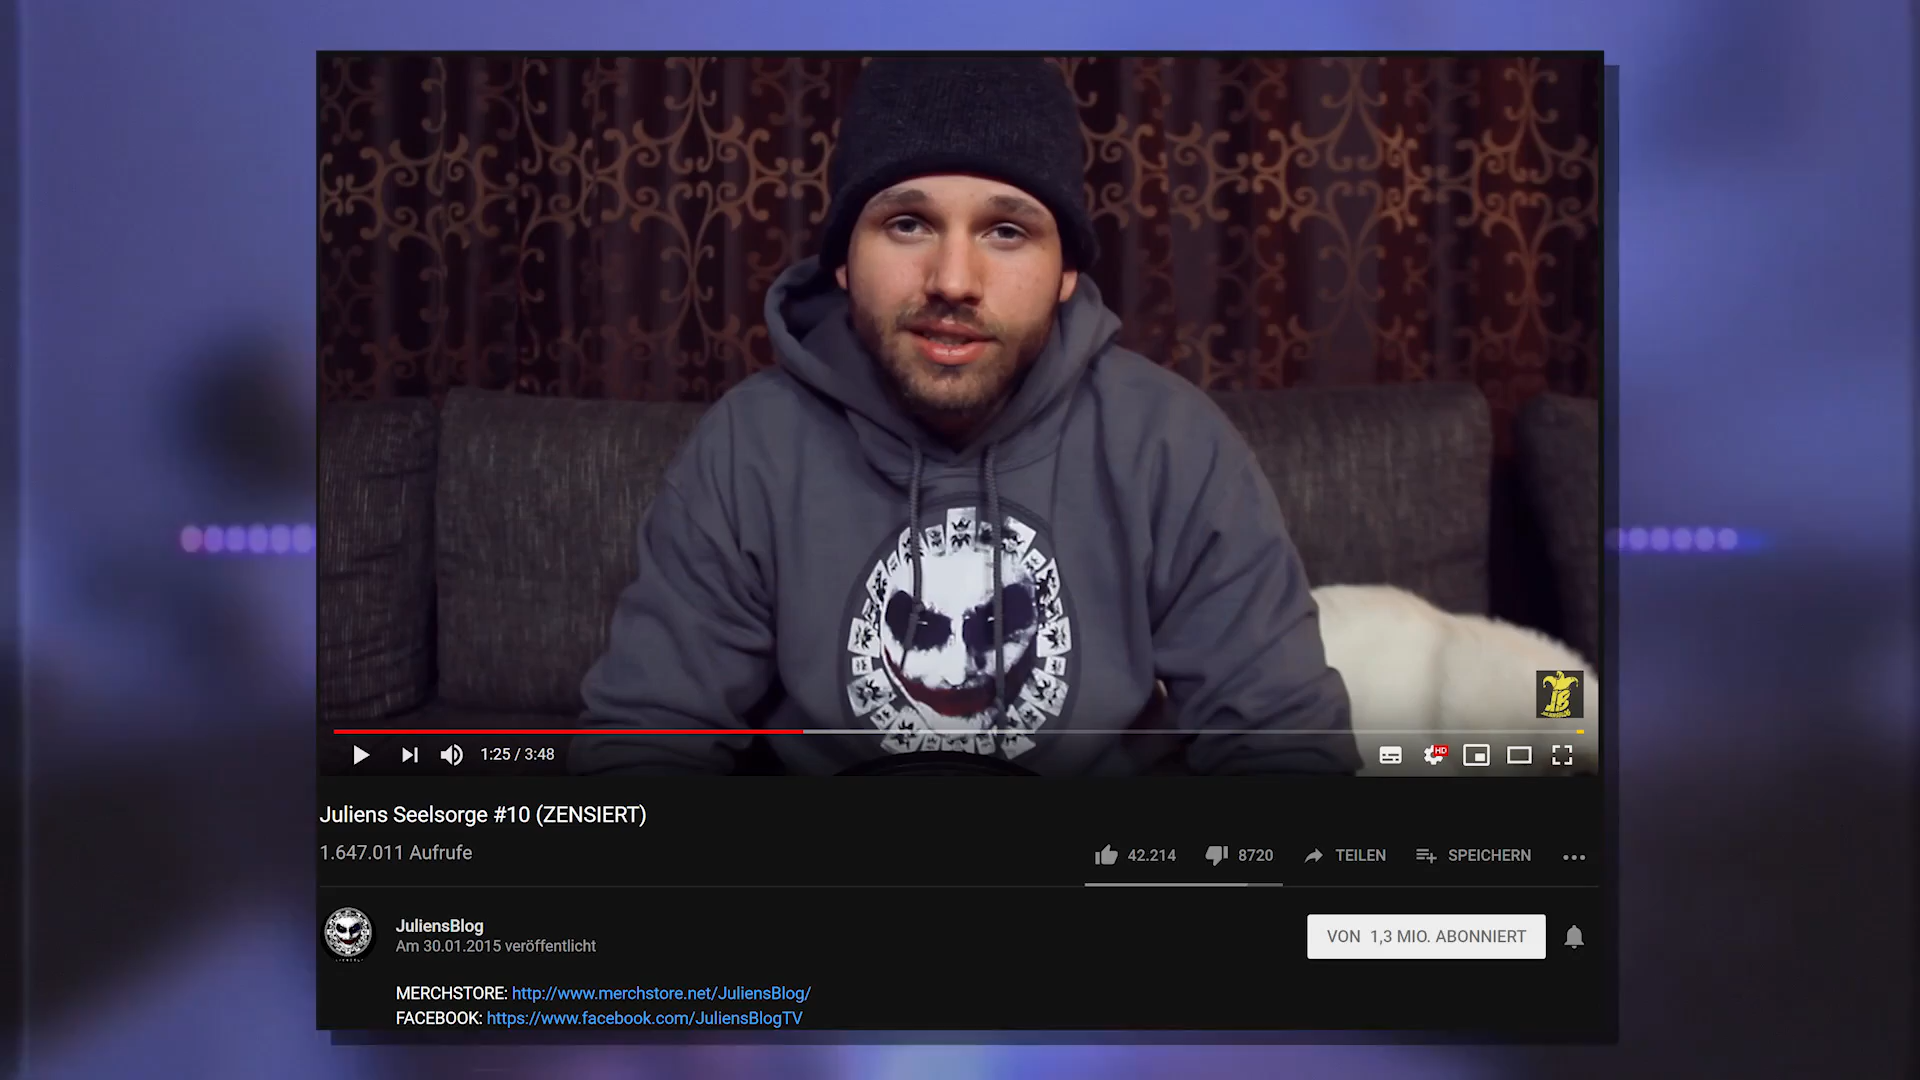 1:25 / 3:48
HD
JB
Juliens Seelsorge #10 (ZENSIERT)
1.647.011 Aufrufe
42.214
8720
TEILEN
SPEICHERN
JuliensBlog
Am 30.01.2015 veröffentlicht
VON 1,3 MIO. ABONNIERT
MERCHSTORE: http://www.merchstore.net/JuliensBlog/
FACEBOOK: https://www.facebook.com/JuliensBlogTV